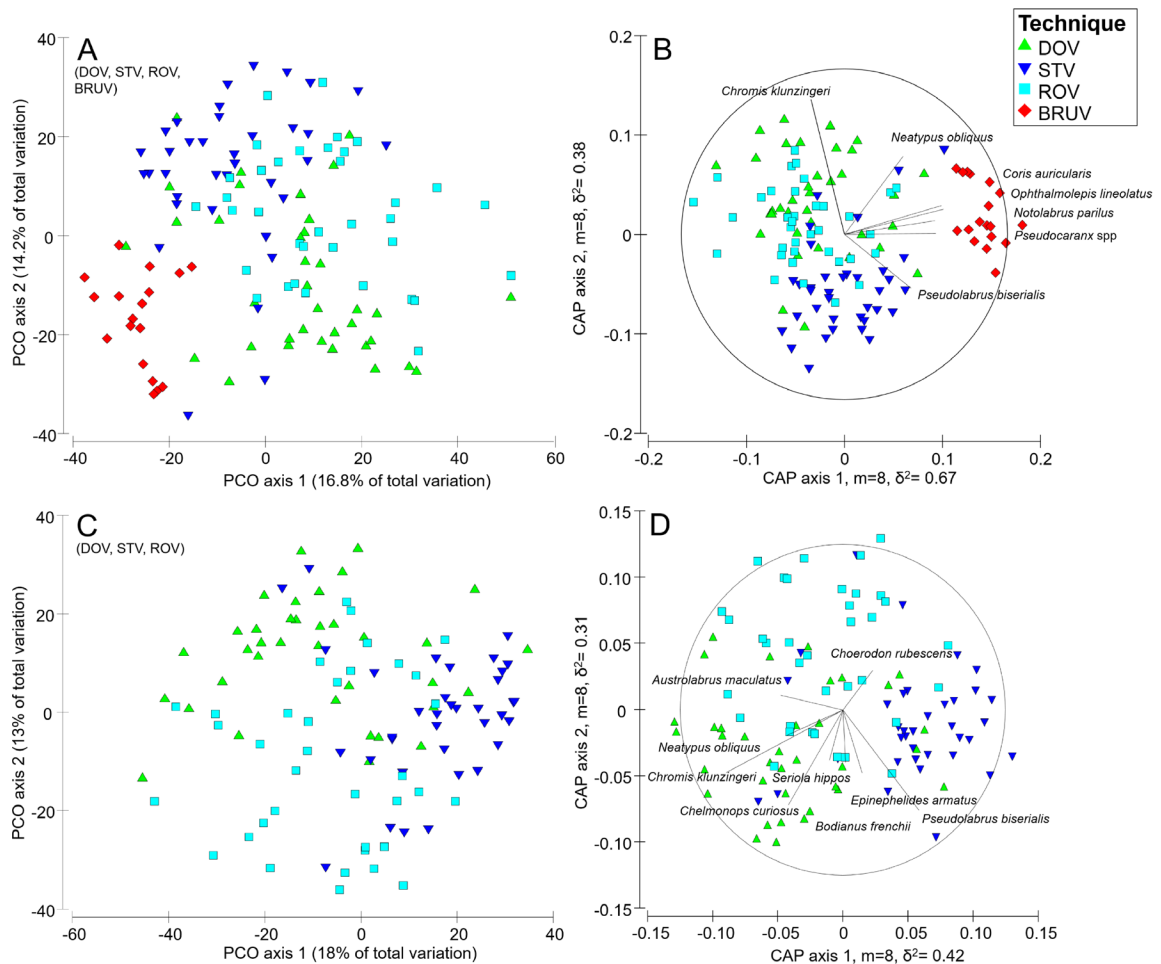 A
(DOV, STV, ROV,
BRUV)
40
20
0
-20
-40
-40
-20
0
20
40
60
PCO axis 2 (14.2% of total variation)
PCO axis 1 (16.8% of total variation)
B
0.2
0.1
0
-0.1
-0.2
-0.2
-0.1
0
0.1
0.2
CAP axis 2, m=8, δ²= 0.38
CAP axis 1, m=8, δ²= 0.67
Chromis klunzingeri
Neatypus obliquus
Coris auricularis
Ophthalmolepis lineolatus
Notolabrus parilus
Pseudocaranx spp
Pseudolabrus biserialis
Technique
DOV
STV
ROV
BRUV
C
(DOV, STV, ROV)
40
20
0
-20
-40
-60
-40
-20
0
20
40
PCO axis 2 (13% of total variation)
PCO axis 1 (18% of total variation)
D
0.15
0.10
0.05
0
-0.05
-0.10
-0.15
-0.15
-0.10
-0.05
0
0.05
0.10
0.15
CAP axis 2, m=8, δ²= 0.31
CAP axis 1, m=8, δ²= 0.42
Choerodon rubescens
Austrolabrus maculatus
Neatypus obliquus
Chromis klunzingeri
Seriola hippos
Chelmonops curiosus
Epinephelides armatus
Pseudolabrus biserialis
Bodianus frenchii